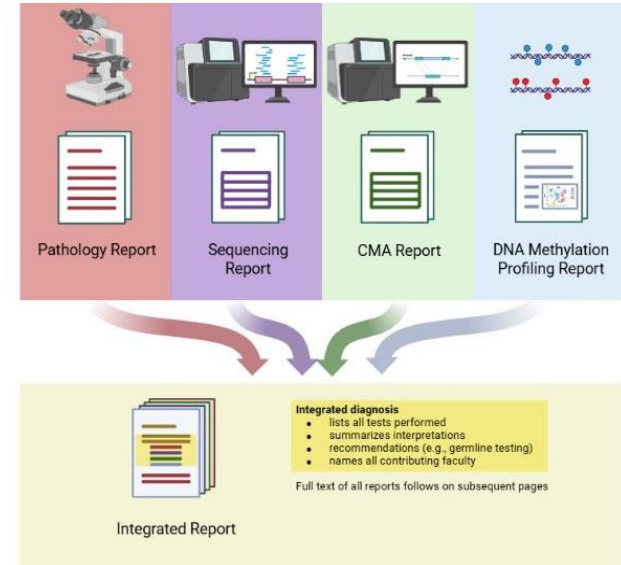 Pathology Report
Sequencing
Report
CMA Report
DNA Methylation
Profiling Report
Integrated diagnosis
• lists all tests performed
• summarizes interpretations
• recommendations (e.g., germline testing)
• names all contributing faculty
Full text of all reports follows on subsequent pages
Integrated Report